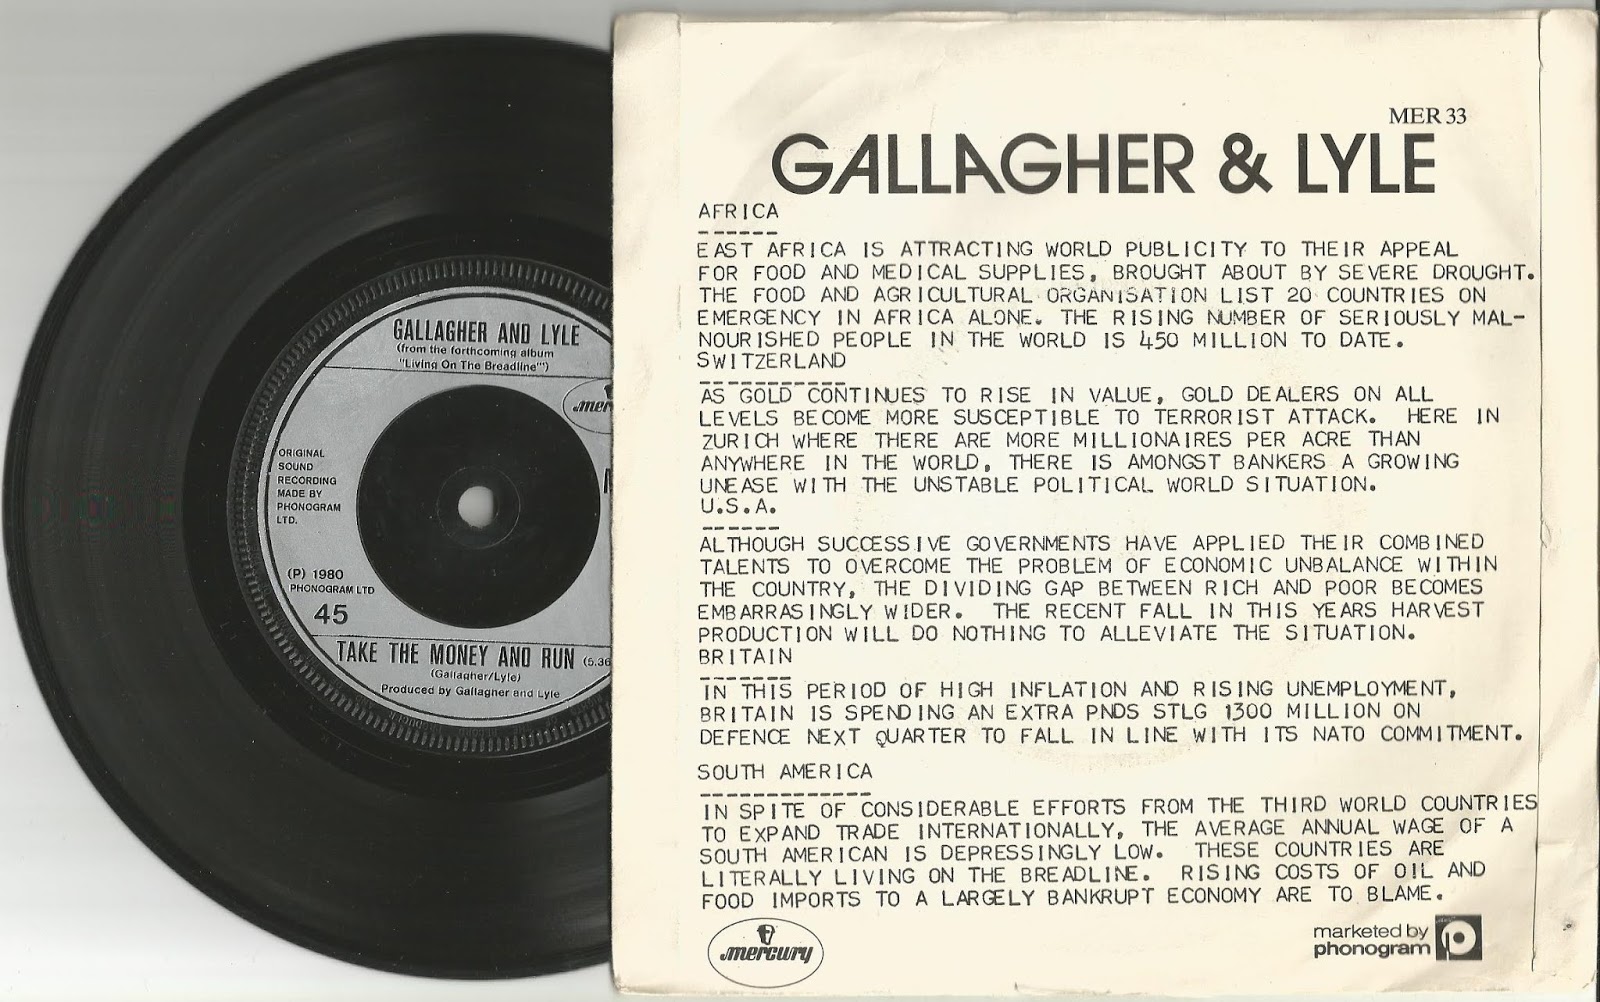 GALLAGHER AND LYLE
(from the forthcoming album
"Living On The Breadline")
ORIGINAL
SOUND
RECORDING
MADE BY
PHONOGRAM
LTD.
(P) 1980
PHONOGRAM LTD
45
TAKE THE MONEY AND RUN (5.36
(Gallagher/Lyle)
Produced by Gallagher and Lyle
MER 33
GALLAGHER & LYLE
AFRICA
------
EAST AFRICA IS ATTRACTING WORLD PUBLICITY TO THEIR APPEAL
FOR FOOD AND MEDICAL SUPPLIES, BROUGHT ABOUT BY SEVERE DROUGHT.
THE FOOD AND AGRICULTURAL ORGANISATION LIST 20 COUNTRIES ON
EMERGENCY IN AFRICA ALONE. THE RISING NUMBER OF SERIOUSLY MAL-
NOURISHED PEOPLE IN THE WORLD IS 450 MILLION TO DATE.
SWITZERLAND
-----------
AS GOLD CONTINUES TO RISE IN VALUE, GOLD DEALERS ON ALL
LEVELS BECOME MORE SUSCEPTIBLE TO TERRORIST ATTACK. HERE IN
ZURICH WHERE THERE ARE MORE MILLIONAIRES PER ACRE THAN
ANYWHERE IN THE WORLD, THERE IS AMONGST BANKERS A GROWING
UNEASE WITH THE UNSTABLE POLITICAL WORLD SITUATION.
U.S.A.
------
ALTHOUGH SUCCESSIVE GOVERNMENTS HAVE APPLIED THEIR COMBINED
TALENTS TO OVERCOME THE PROBLEM OF ECONOMIC UNBALANCE WITHIN
THE COUNTRY, THE DIVIDING GAP BETWEEN RICH AND POOR BECOMES
EMBARRASINGLY WIDER. THE RECENT FALL IN THIS YEARS HARVEST
PRODUCTION WILL DO NOTHING TO ALLEVIATE THE SITUATION.
BRITAIN
-------
IN THIS PERIOD OF HIGH INFLATION AND RISING UNEMPLOYMENT,
BRITAIN IS SPENDING AN EXTRA PNDS STLG 1300 MILLION ON
DEFENCE NEXT QUARTER TO FALL IN LINE WITH ITS NATO COMMITMENT.
SOUTH AMERICA
-------------
IN SPITE OF CONSIDERABLE EFFORTS FROM THE THIRD WORLD COUNTRIES
TO EXPAND TRADE INTERNATIONALLY, THE AVERAGE ANNUAL WAGE OF A
SOUTH AMERICAN IS DEPRESSINGLY LOW. THESE COUNTRIES ARE
LITERALLY LIVING ON THE BREADLINE. RISING COSTS OF OIL AND
FOOD IMPORTS TO A LARGELY BANKRUPT ECONOMY ARE TO BLAME.
mercury
marketed by
phonogram